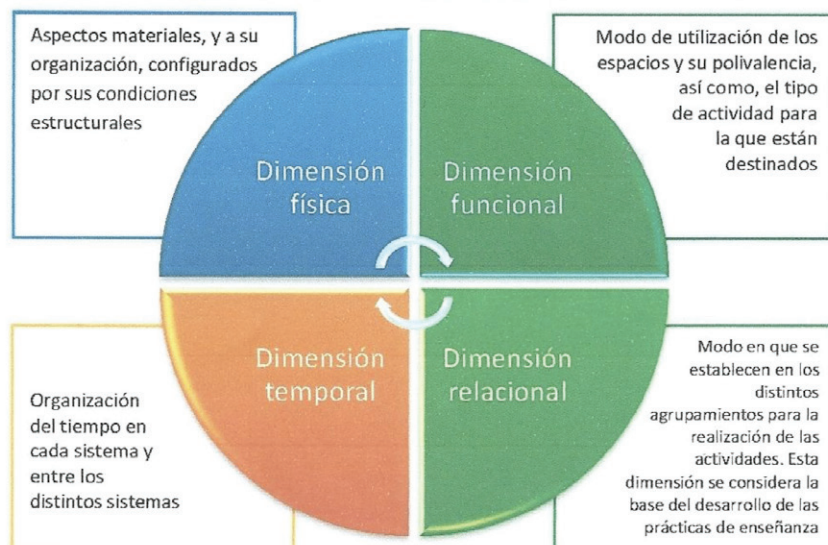 Aspectos materiales, y a su
organización, configurados
por sus condiciones
estructurales
Modo de utilización de los
espacios y su polivalencia,
así como, el tipo
de actividad para
la que están
destinados
Dimensión
física
Dimensión
funcional
Dimensión
temporal
Dimensión
relacional
Organización
del tiempo en
cada sistema y
entre los
distintos sistemas
Modo en que se
establecen en los
distintos
agrupamientos para la
realización de las
actividades. Esta
dimensión se considera la
base del desarrollo de las
prácticas de enseñanza